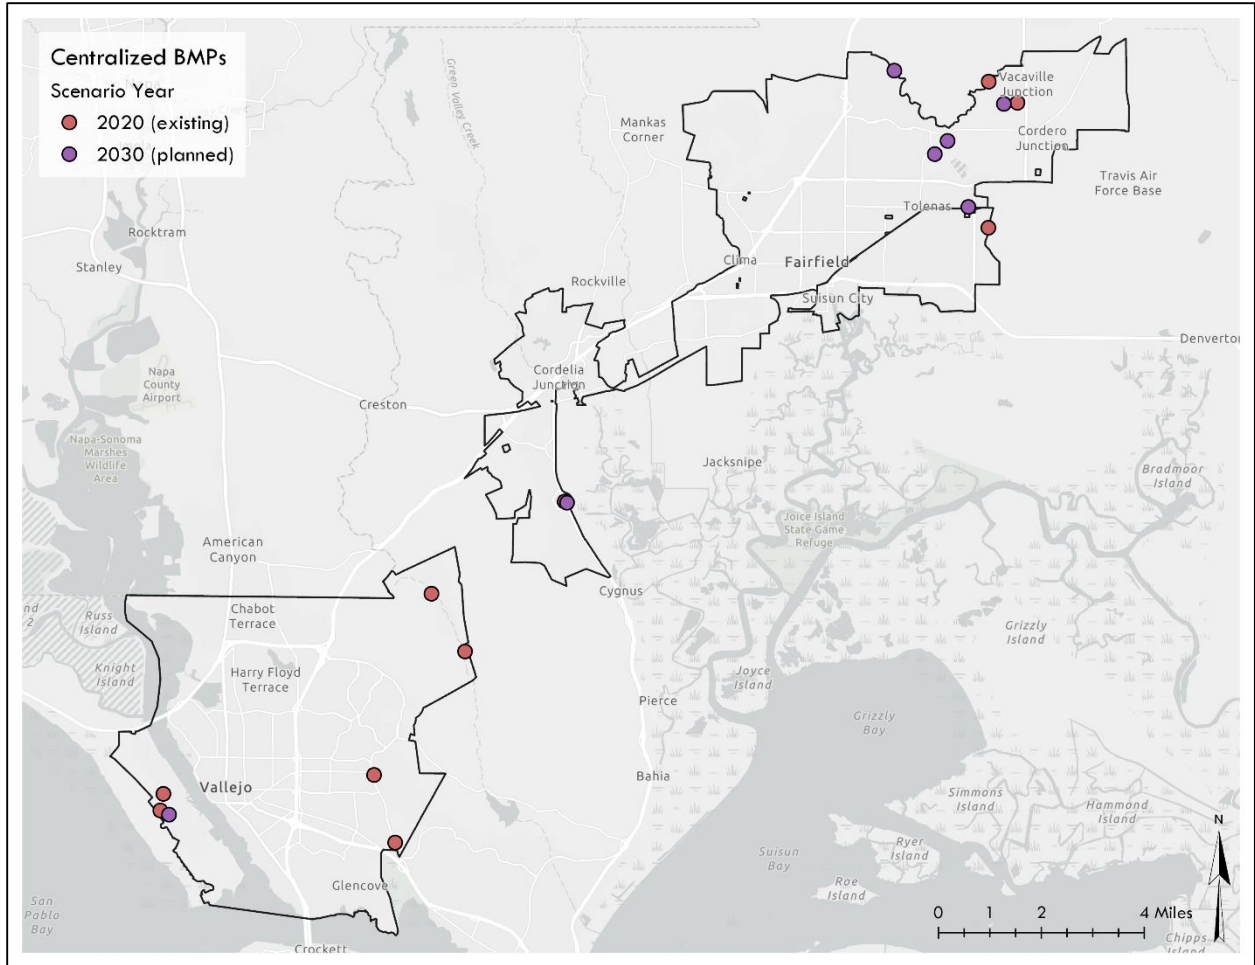 Centralized BMPs
Scenario Year
2020 (existing)
2030 (planned)
Green Valley Creek
Mankas
Corner
Vacaville
Junction
Cordero
Junction
Travis Air
Force Base
Tolenas
Rocktram
Stanley
Rockville
Clima
Fairfield
Suisun City
Denverton
Napa
County
Airport
Cordelia
Junction
Creston
Napa-Sonoma
Marshes
Wildlife
Area
Jacksnipe
Bradmoor
Island
Joice Island
State Game
Refuge
American
Canyon
Cygnus
nd
2
Russ
Island
Chabot
Terrace
Grizzly
Island
Knight
Island
Harry Floyd
Terrace
Joyce
Island
Pierce
Grizzly
Bay
Vallejo
Bahia
Simmons
Island
Hammond
Island
N
Ryer
Island
Suisun
Bay
Roe
Island
Glencove
San
Pablo
Bay
0 1 2 4 Miles
Crockett
Chipps
Island